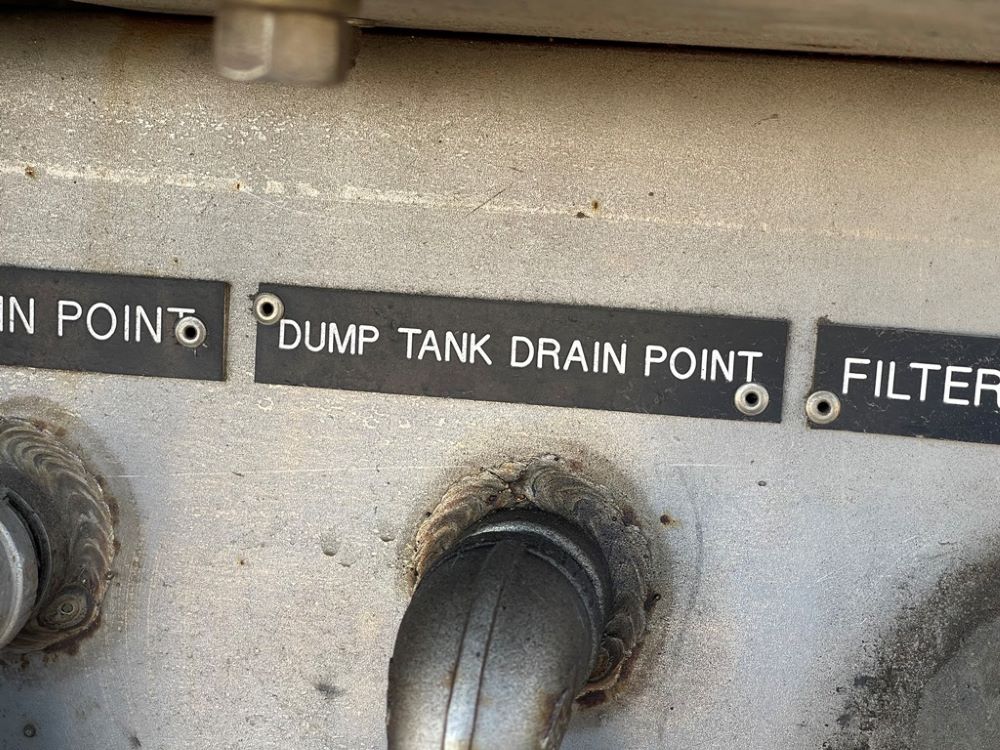 IN POINT
DUMP TANK DRAIN POINT
FILTER